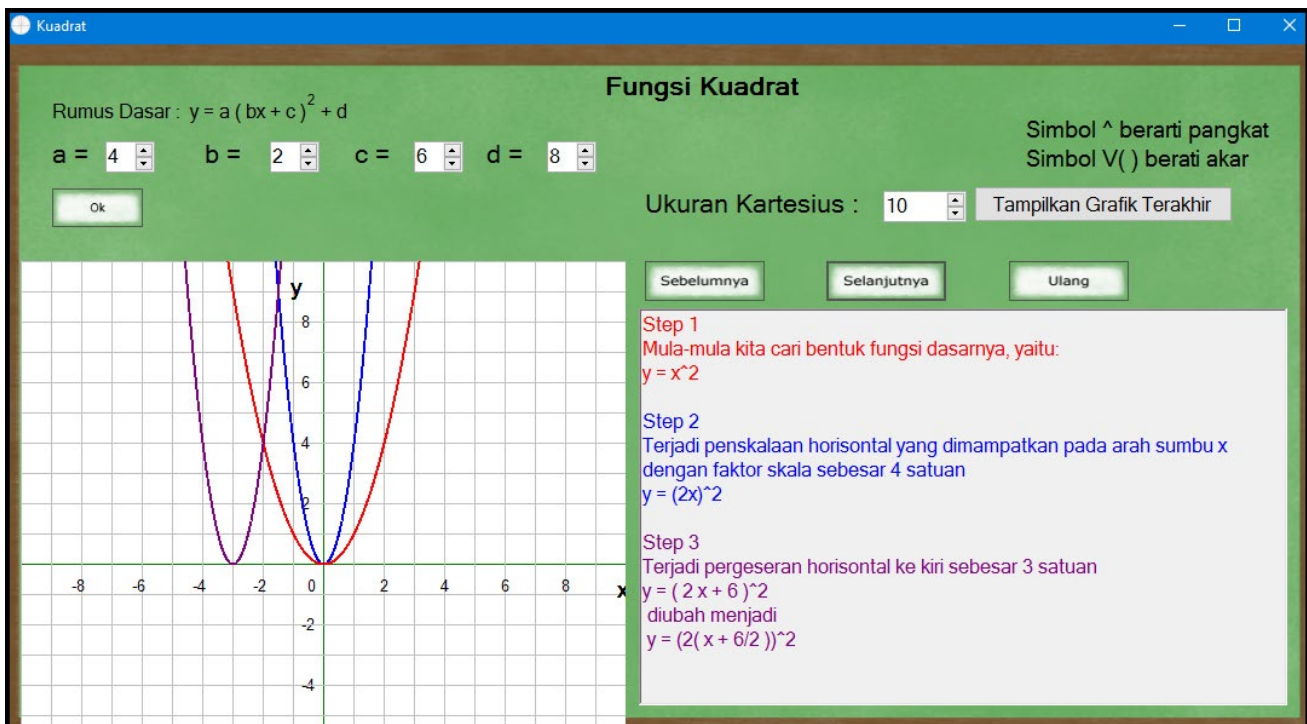 Kuadrat
Fungsi Kuadrat
Rumus Dasar : y = a ( bx + c )^2 + d
Simbol ^ berarti pangkat
Simbol V( ) berati akar
a = 4 b = 2 c = 6 d = 8
Ok
Ukuran Kartesius : 10 Tampilkan Grafik Terakhir
Sebelumnya Selanjutnya Ulang
y
8
6
4
2
-8 -6 -4 -2 0 2 4 6 8 x
-2
-4
Step 1
Mula-mula kita cari bentuk fungsi dasarnya, yaitu:
y = x^2
Step 2
Terjadi penskalaan horisontal yang dimampatkan pada arah sumbu x
dengan faktor skala sebesar 4 satuan
y = (2x)^2
Step 3
Terjadi pergeseran horisontal ke kiri sebesar 3 satuan
y = ( 2 x + 6 )^2
diubah menjadi
y = (2( x + 6/2 ))^2